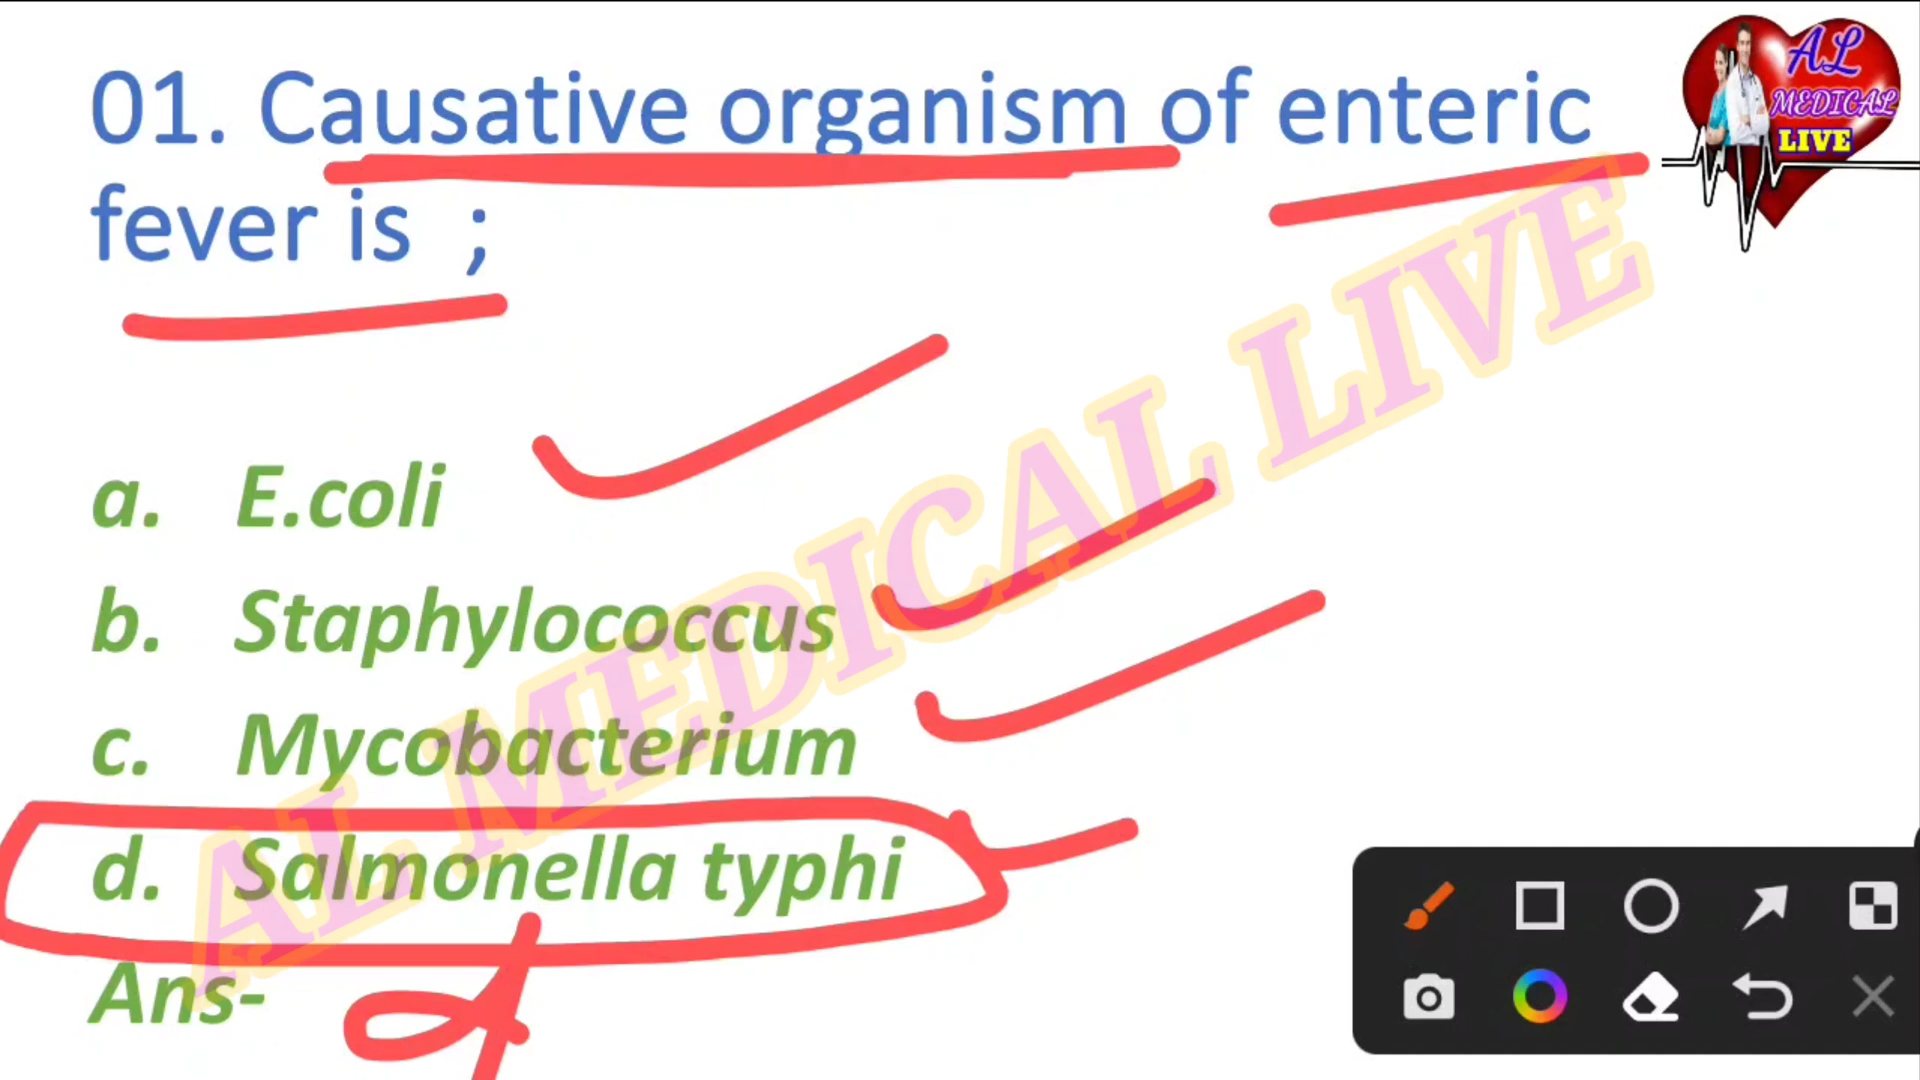 01. Causative organism of enteric
fever is ;
AL
MEDICAL
LIVE
a. E.coli
b. Staphylococcus
c. Mycobacterium
d. Salmonella typhi
Ans- d
AL MEDICAL LIVE